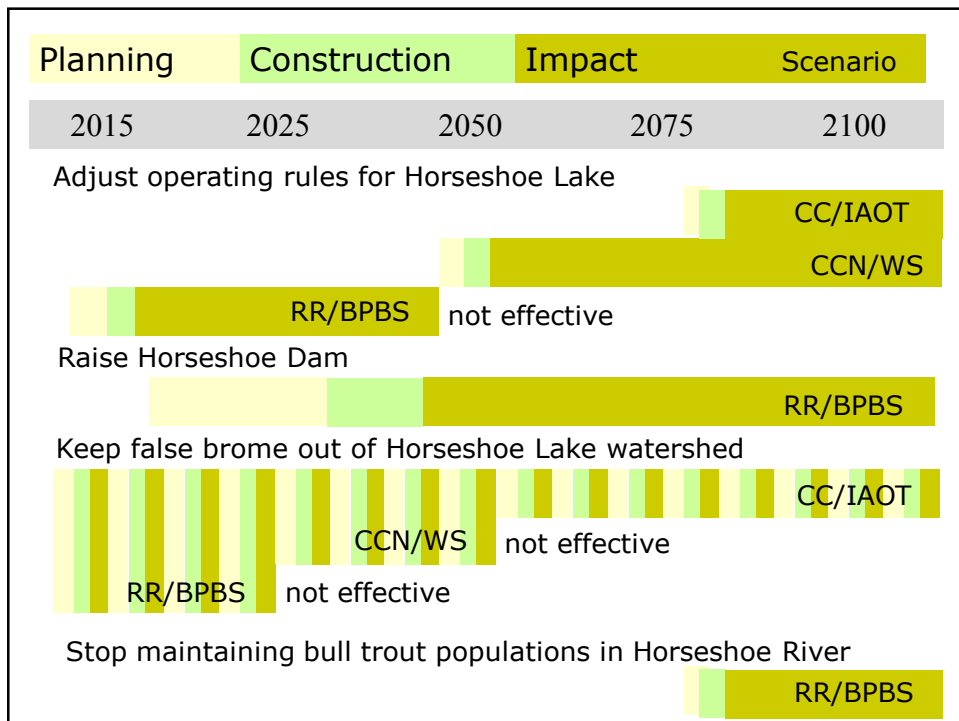 Planning Construction Impact Scenario
2015 2025 2050 2075 2100
Adjust operating rules for Horseshoe Lake
CC/IAOT
CCN/WS
RR/BPBS not effective
Raise Horseshoe Dam
RR/BPBS
Keep false brome out of Horseshoe Lake watershed
CC/IAOT
CCN/WS not effective
RR/BPBS not effective
Stop maintaining bull trout populations in Horseshoe River
RR/BPBS